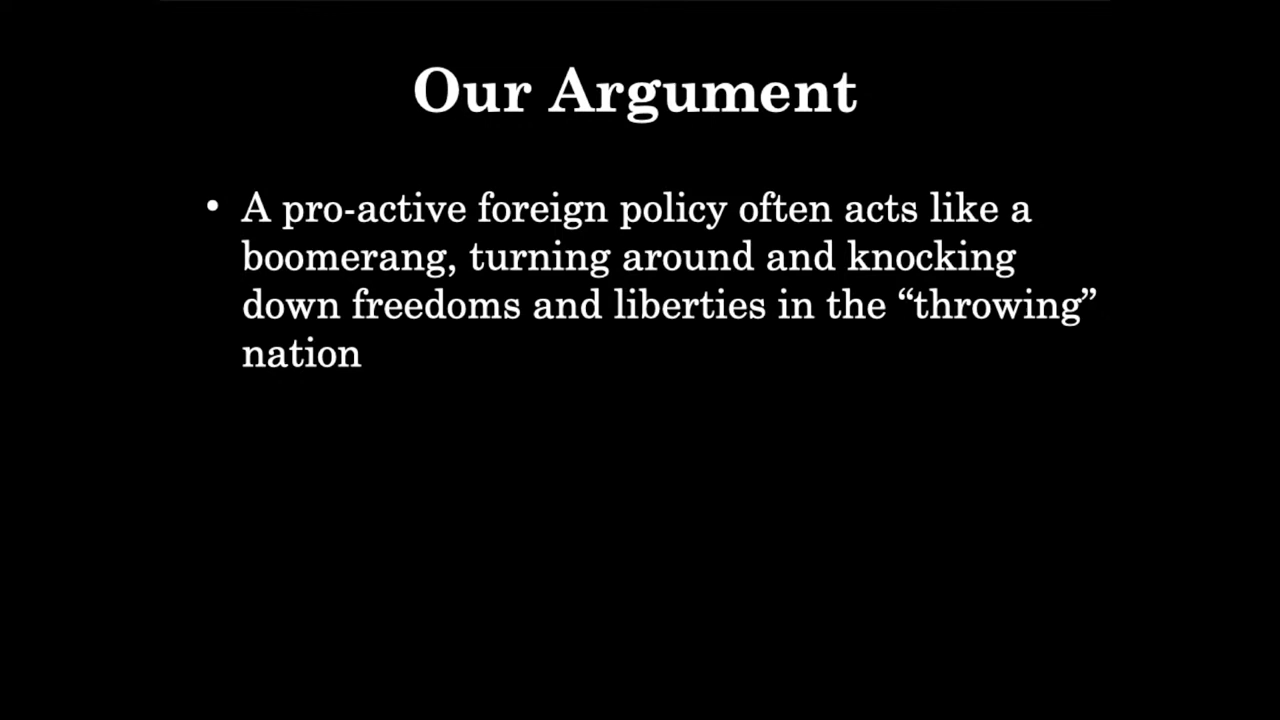 Our Argument
• A pro-active foreign policy often acts like a
boomerang, turning around and knocking
down freedoms and liberties in the “throwing”
nation